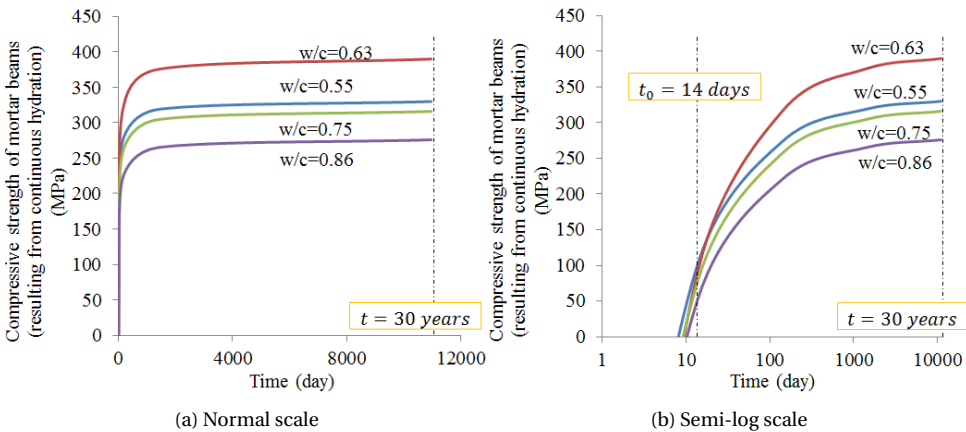 Compressive strength of mortar beams
(resulting from continuous hydration)
(MPa)
450
400
350
300
250
200
150
100
50
0
w/c=0.63
w/c=0.55
w/c=0.75
w/c=0.86
t = 30 years
0
4000
8000
12000
Time (day)
(a) Normal scale
Compressive strength of mortar beams
(resulting from continuous hydration)
(MPa)
450
400
350
300
250
200
150
100
50
0
w/c=0.63
t₀ = 14 days
w/c=0.55
w/c=0.75
w/c=0.86
t = 30 years
1
10
100
1000
10000
Time (day)
(b) Semi-log scale